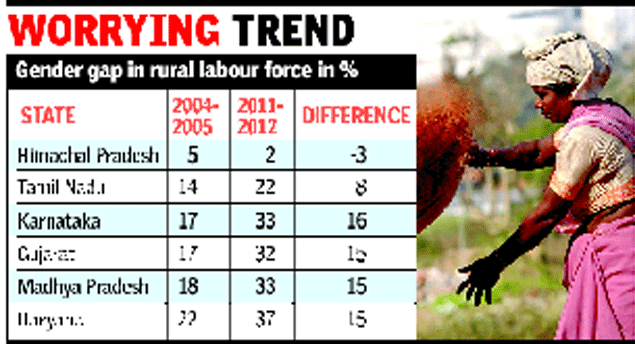 WORRYING TREND
Gender gap in rural labour force in %
STATE 2004-2005 2011-2012 DIFFERENCE
Himachal Pradesh 5 2 -3
Tamil Nadu 14 22 8
Karnataka 17 33 16
Gujarat 17 32 15
Madhya Pradesh 18 33 15
Haryana 22 37 15